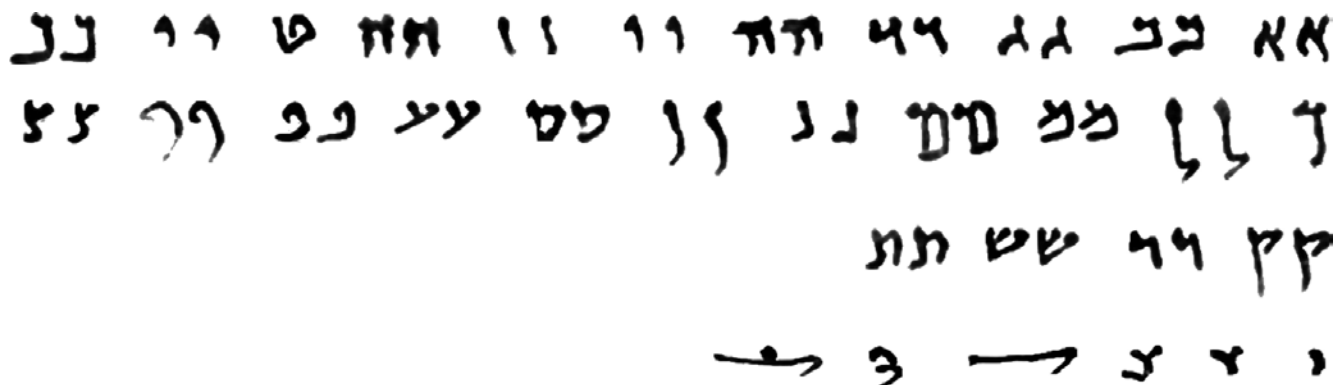 אא בב גג דד הה וו זז חח ט יי ככ
ך לל ממ םם ננ ןן סס עע פפ ףף צצ
קק רר שש תת